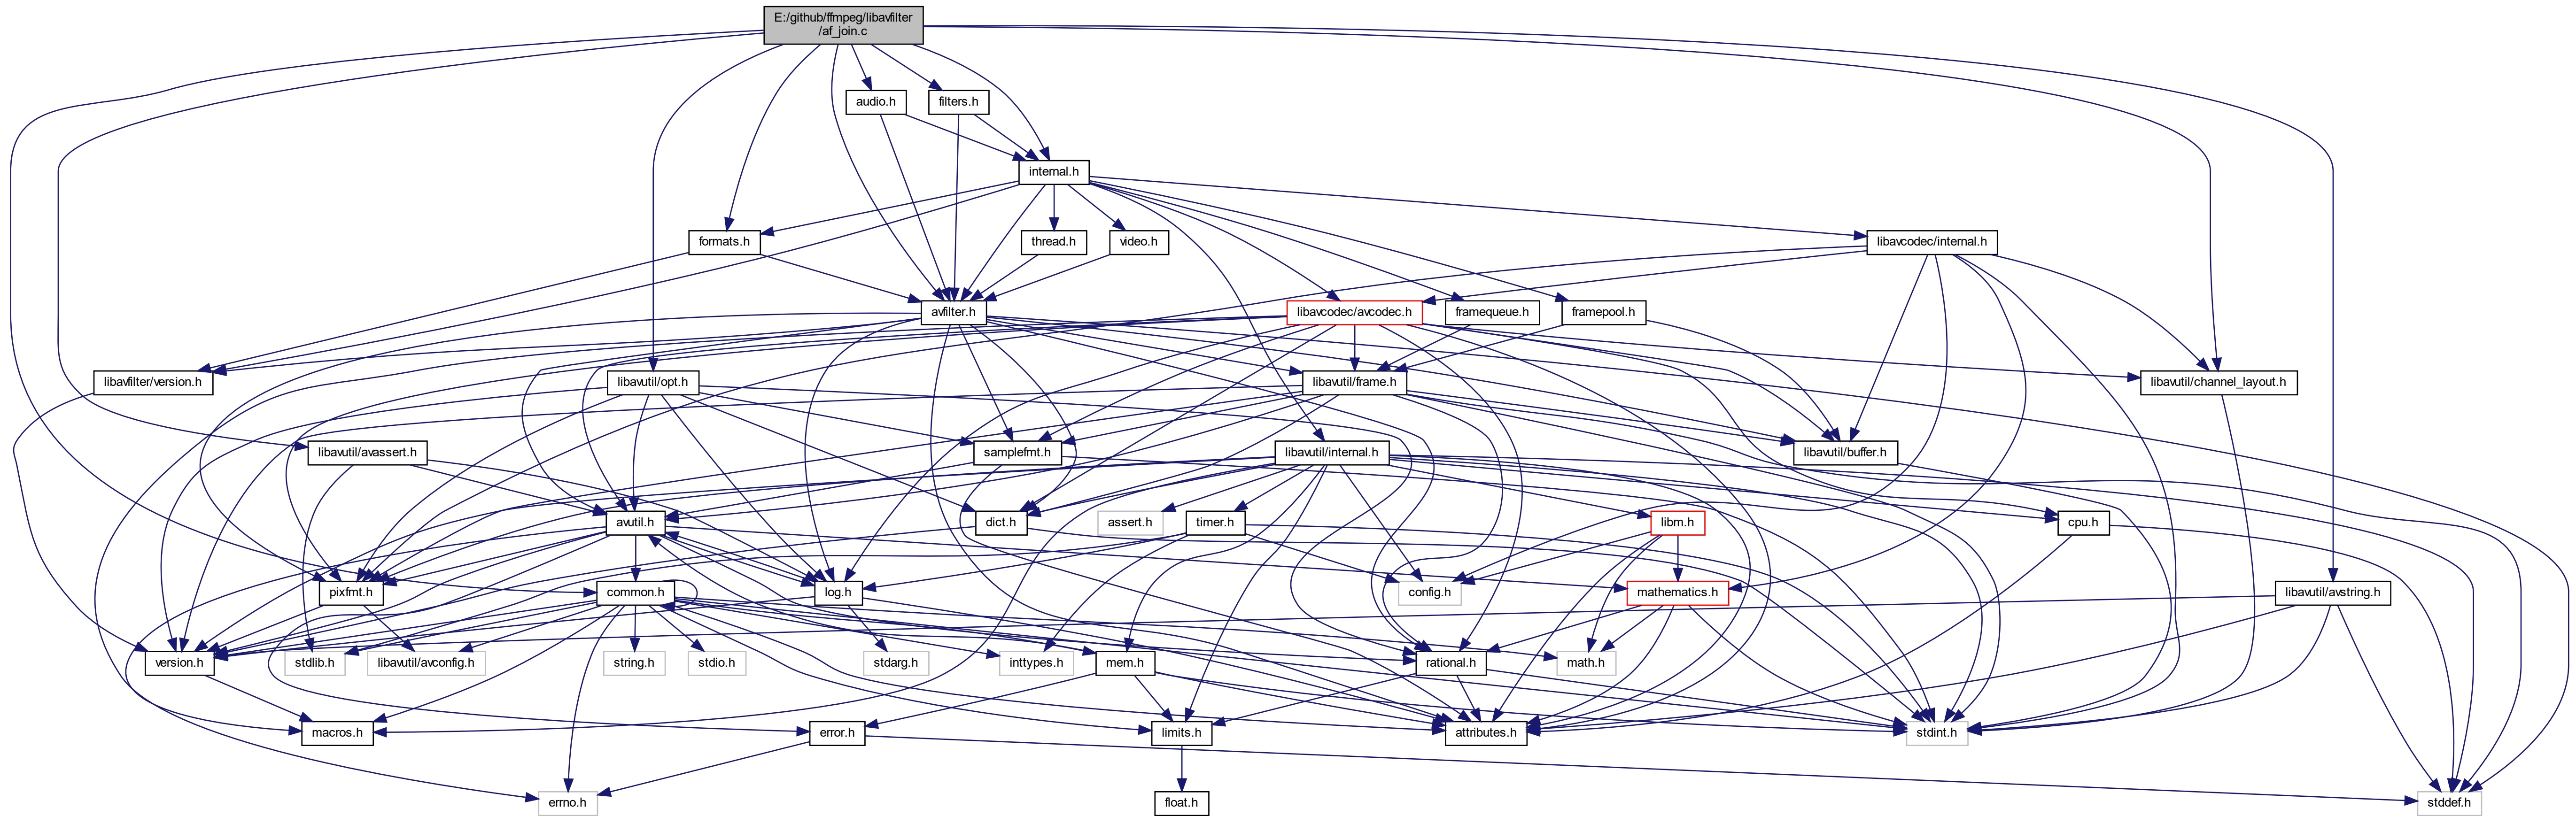 E:/github/ffmpeg/libavfilter
/af_join.c
audio.h
filters.h
internal.h
formats.h
thread.h
video.h
libavcodec/internal.h
avfilter.h
libavcodec/avcodec.h
framequeue.h
framepool.h
libavfilter/version.h
libavutil/opt.h
libavutil/frame.h
libavutil/channel_layout.h
libavutil/avassert.h
samplefmt.h
libavutil/internal.h
libavutil/buffer.h
avutil.h
dict.h
assert.h
timer.h
libm.h
cpu.h
pixfmt.h
common.h
log.h
config.h
mathematics.h
libavutil/avstring.h
version.h
stdlib.h
libavutil/avconfig.h
string.h
stdio.h
stdarg.h
inttypes.h
mem.h
rational.h
math.h
macros.h
error.h
limits.h
attributes.h
stdint.h
errno.h
float.h
stddef.h